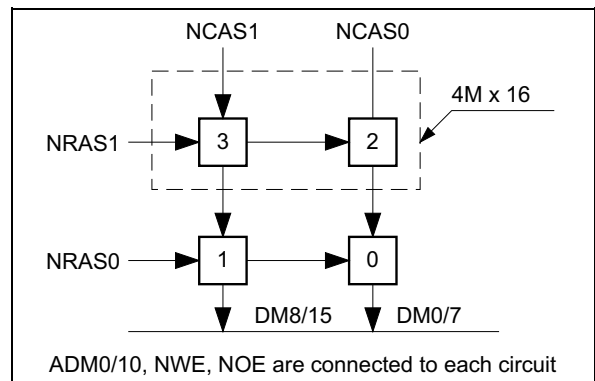 NCAS1 NCAS0
4M x 16
NRAS1 3 2
NRAS0 1 0
DM8/15 DM0/7
ADM0/10, NWE, NOE are connected to each circuit